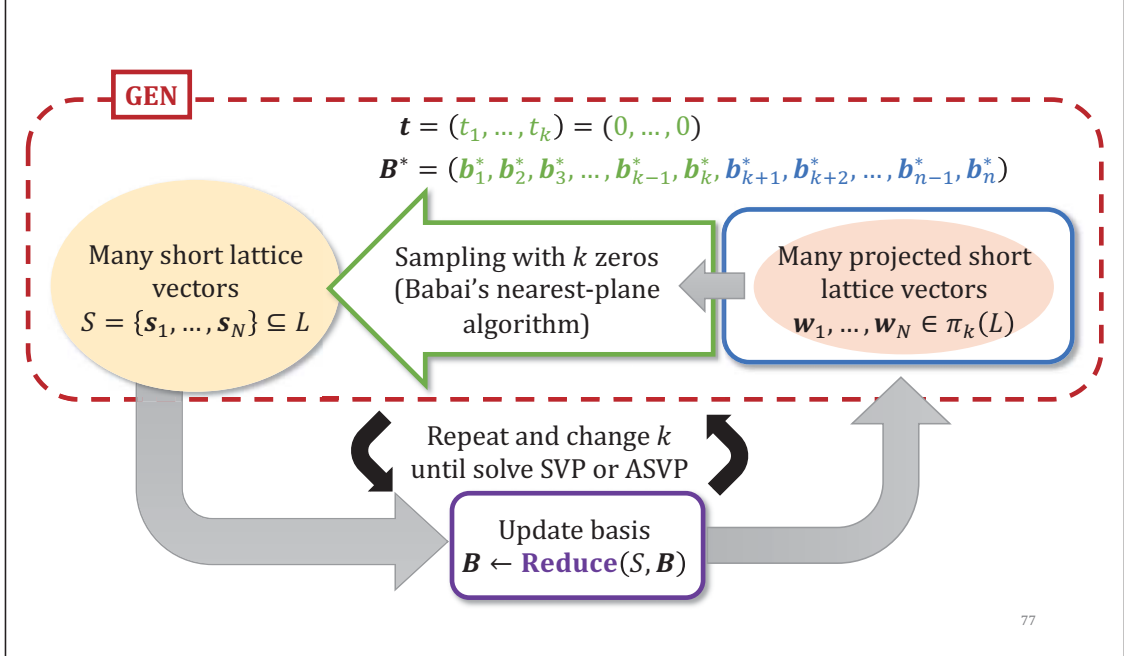 GEN
𝒕 = (t₁, … , tₖ) = (0, … , 0)
𝑩* = (𝒃₁*, 𝒃₂*, 𝒃₃*, … , 𝒃ₖ₋₁*, 𝒃ₖ*, 𝒃ₖ₊₁*, 𝒃ₖ₊₂*, … , 𝒃ₙ₋₁*, 𝒃ₙ*)
Many short lattice
vectors
S = {𝒔₁, … , 𝒔_N} ⊆ L
Sampling with k zeros
(Babai's nearest-plane
algorithm)
Many projected short
lattice vectors
𝒘₁, … , 𝒘_N ∈ πₖ(L)
Repeat and change k
until solve SVP or ASVP
Update basis
𝑩 ← Reduce(S, 𝑩)
77